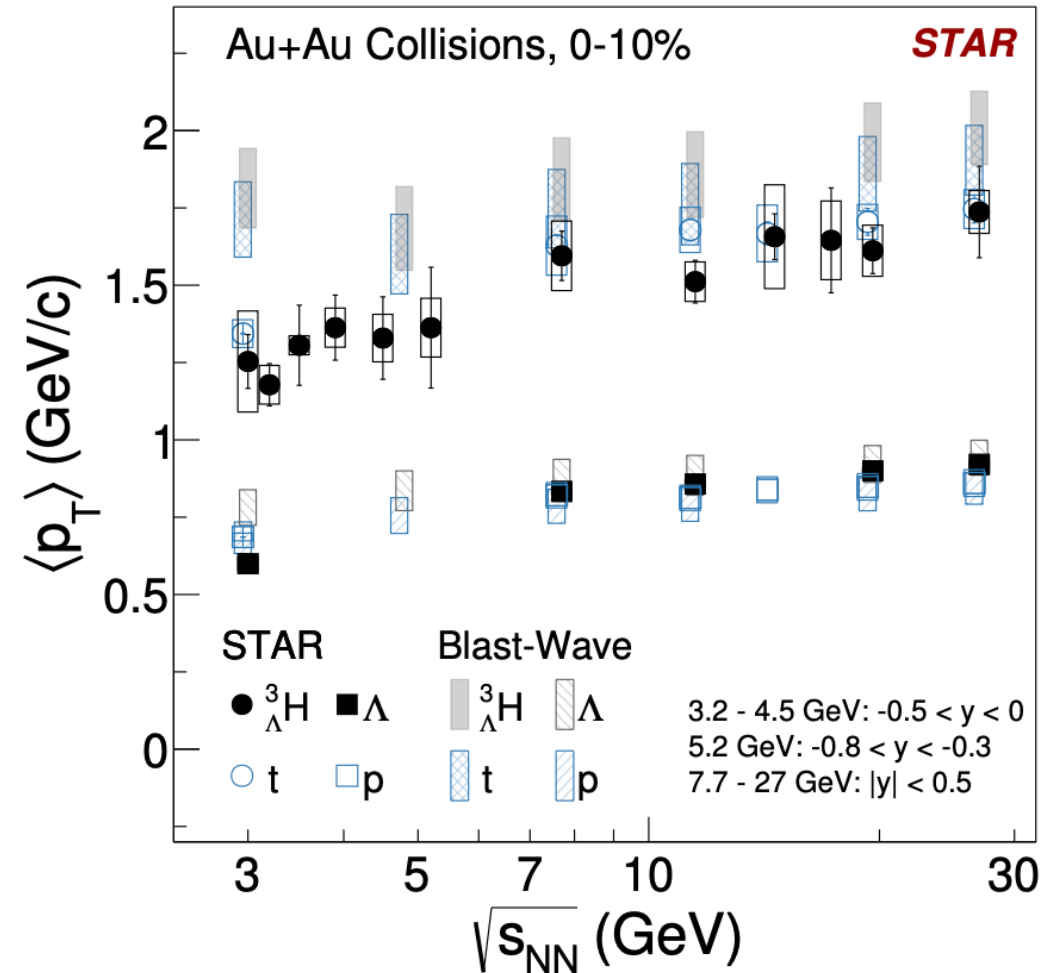 Au+Au Collisions, 0-10% STAR
2
1.5
1
0.5
0
⟨p_T⟩ (GeV/c)
STAR Blast-Wave
³_ΛH Λ ³_ΛH Λ
t p t p
3.2 - 4.5 GeV: -0.5 < y < 0
5.2 GeV: -0.8 < y < -0.3
7.7 - 27 GeV: |y| < 0.5
3 5 7 10 30
√s_NN (GeV)